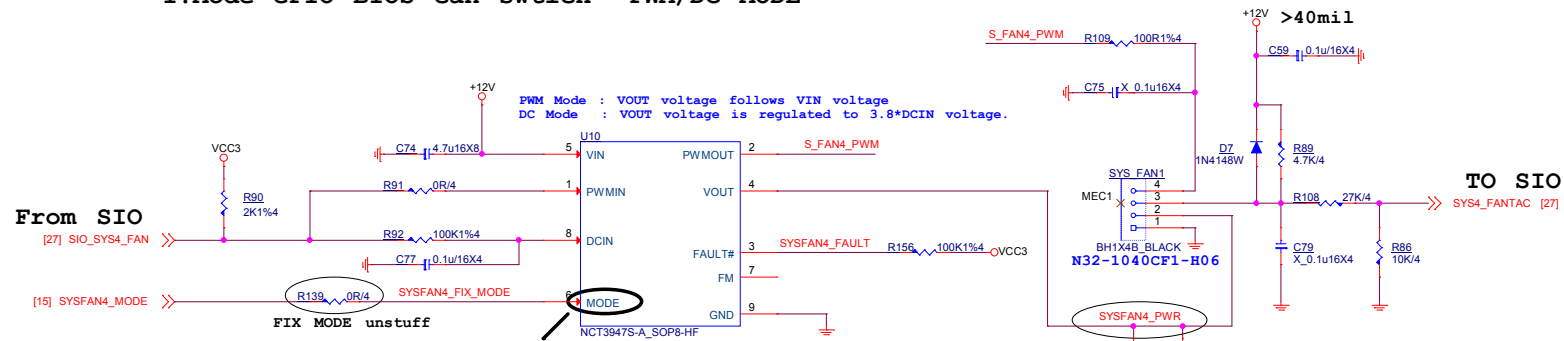 +12V
>40mil
S_FAN4_PWM
R109
100R1%4
C59
0.1u/16X4
C75
X_0.1u16X4
+12V
PWM Mode : VOUT voltage follows VIN voltage
DC Mode : VOUT voltage is regulated to 3.8*DCIN voltage.
U10
VCC3
C74
4.7u16X8
5
VIN
PWMOUT
2
S_FAN4_PWM
D7
1N4148W
R89
4.7K/4
R90
2K1%4
R91
0R/4
1
PWMIN
VOUT
4
SYS_FAN1
MEC1
4
3
2
1
R108
27K/4
TO SIO
SYS4_FANTAC [27]
From SIO
[27] SIO_SYS4_FAN
R92
100K1%4
8
DCIN
FAULT#
3
SYSFAN4_FAULT
R156
100K1%4
VCC3
BH1X4B_BLACK
N32-1040CF1-H06
C79
X_0.1u16X4
R86
10K/4
C77
0.1u/16X4
FM
7
[15] SYSFAN4_MODE
R139
0R/4
SYSFAN4_FIX_MODE
6
MODE
GND
9
SYSFAN4_PWR
FIX MODE unstuff
NCT3947S-A_SOP8-HF